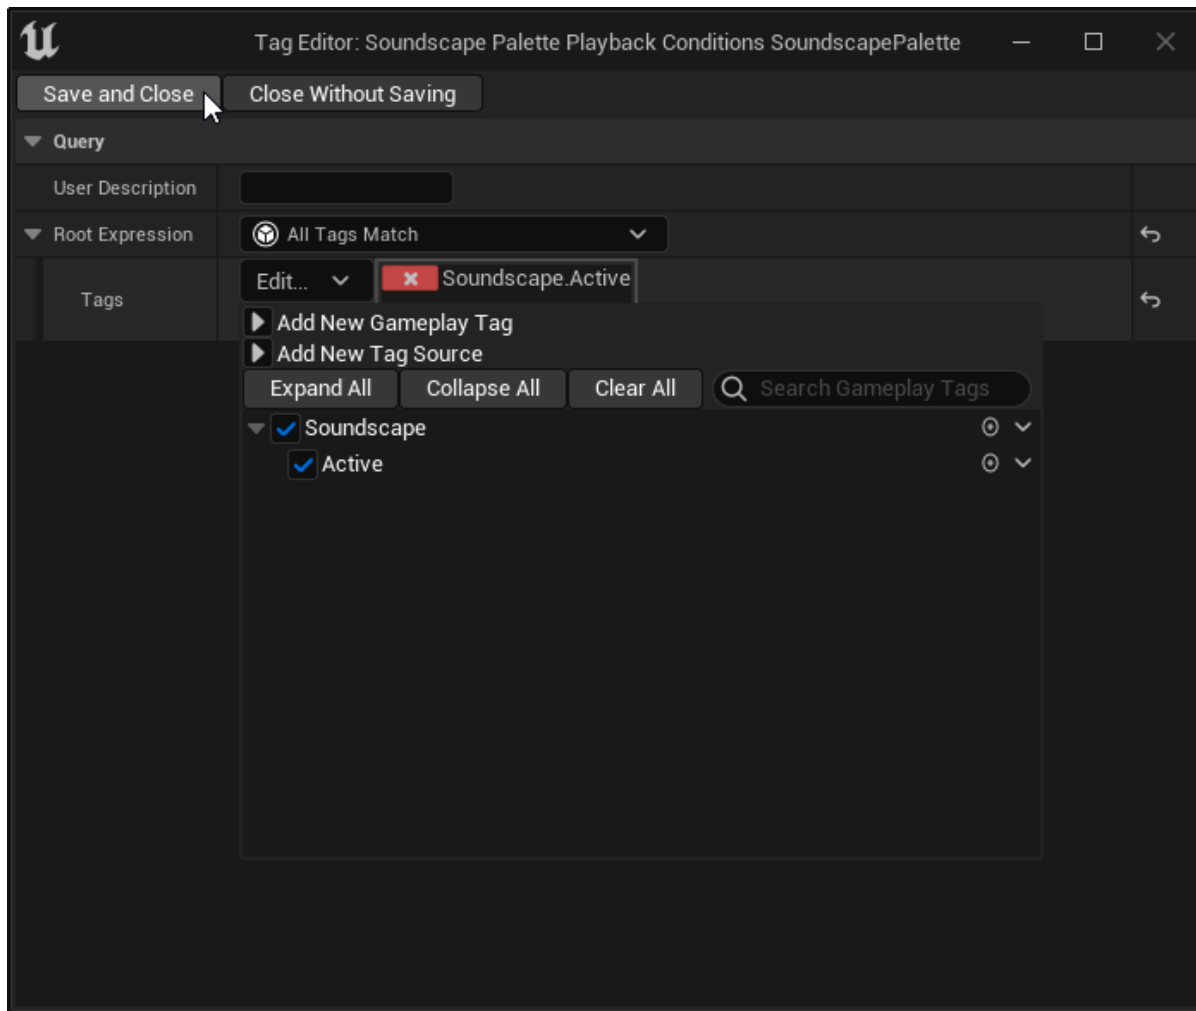 Tag Editor: Soundscape Palette Playback Conditions SoundscapePalette
Save and Close Close Without Saving
Query
User Description
Root Expression All Tags Match
Tags Edit... Soundscape.Active
Add New Gameplay Tag
Add New Tag Source
Expand All Collapse All Clear All Search Gameplay Tags
Soundscape
Active